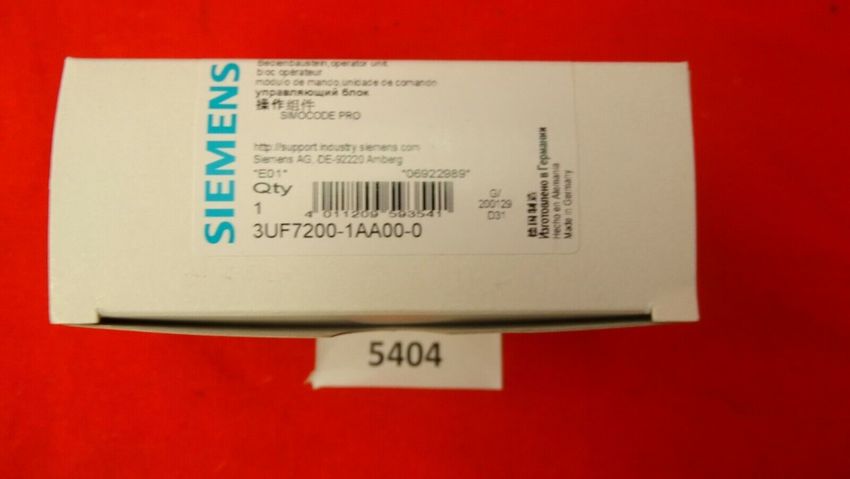 SIEMENS
Bedienbaustein,operator unit
bloc opérateur
módulo de mando,unidade de comando
управляющий блок
操作组件
SIMOCODE PRO
http://support.industry.siemens.com
Siemens AG, DE-92220 Amberg
"E01" "06922989"
Qty
1
4 011209 593541
3UF7200-1AA00-0
G/
200129
D31
德国制造
Изготовлено в Германии
Hecho en Alemania
Made in Germany
5404